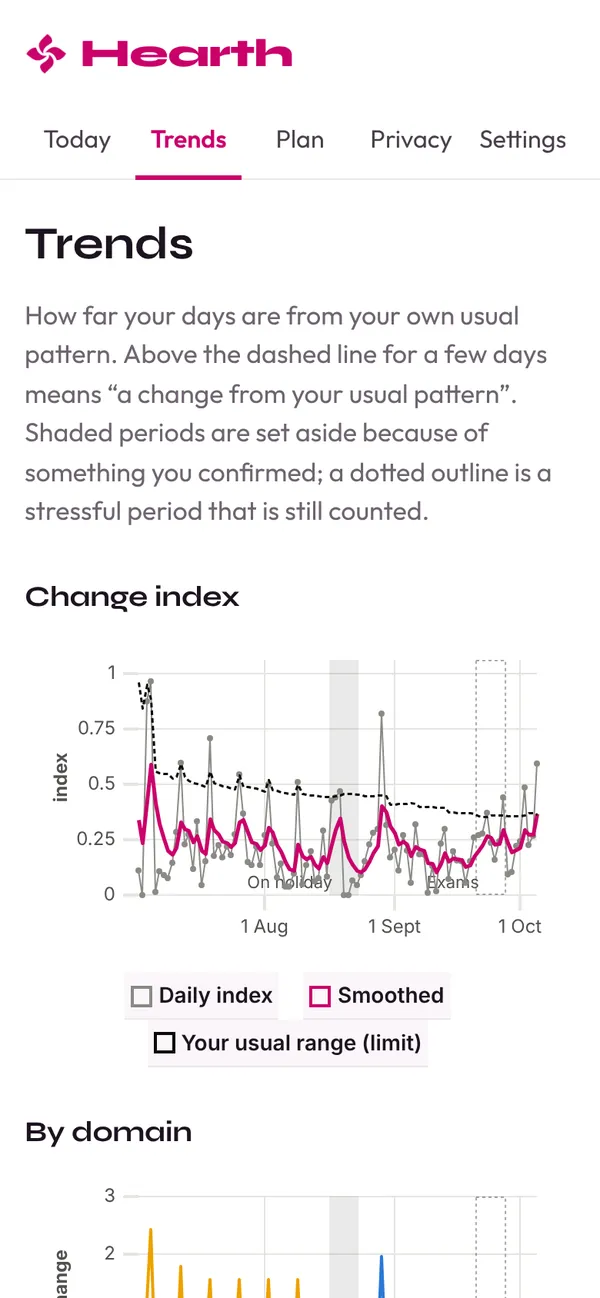 Hearth
Today Trends Plan Privacy Settings
Trends
How far your days are from your own usual
pattern. Above the dashed line for a few days
means “a change from your usual pattern”.
Shaded periods are set aside because of
something you confirmed; a dotted outline is a
stressful period that is still counted.
Change index
1
0.75
0.5
0.25
0
index
On holiday
Exams
1 Aug 1 Sept 1 Oct
Daily index Smoothed
Your usual range (limit)
By domain
3
2